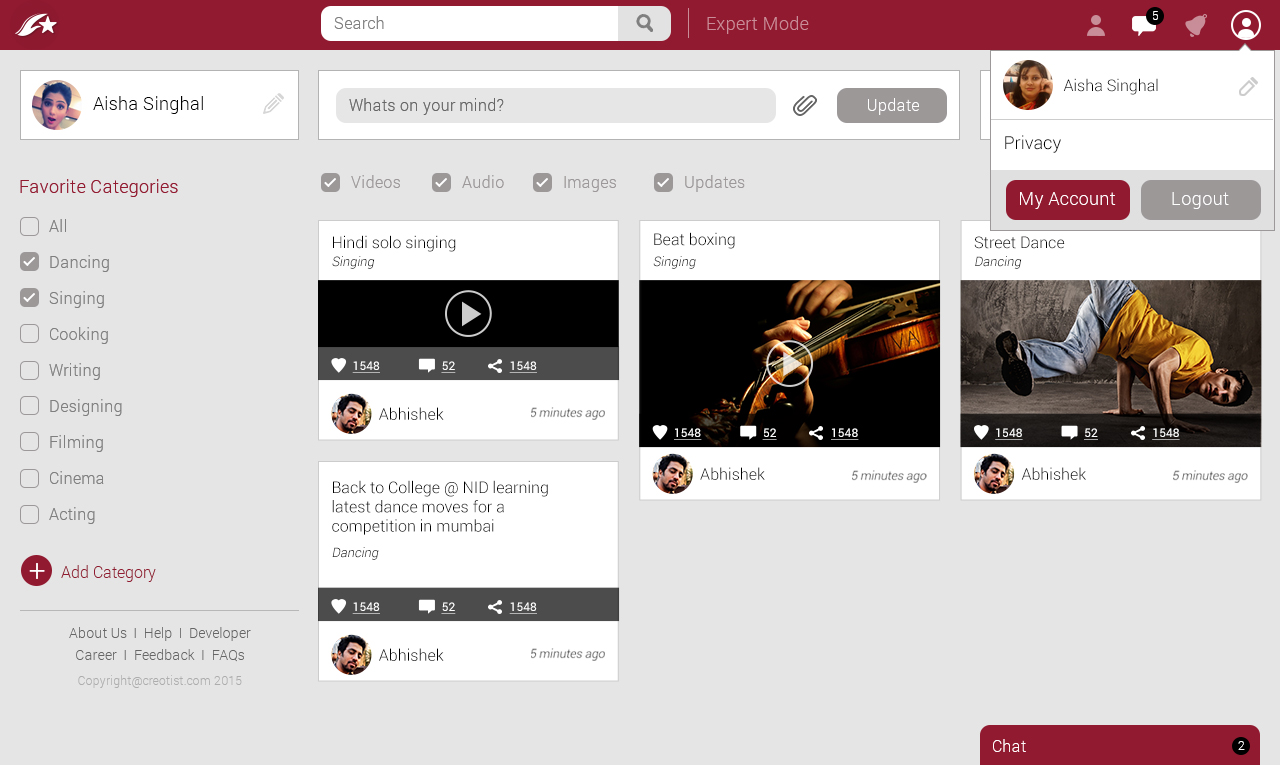 Search
Expert Mode
5
Aisha Singhal
Whats on your mind?
Update
Aisha Singhal
Privacy
My Account
Logout
Favorite Categories
All
Dancing
Singing
Cooking
Writing
Designing
Filming
Cinema
Acting
Add Category
About Us I Help I Developer
Career I Feedback I FAQs
Copyright@creotist.com 2015
Videos
Audio
Images
Updates
Hindi solo singing
Singing
1548
52
1548
Abhishek
5 minutes ago
Beat boxing
Singing
1548
52
1548
Abhishek
5 minutes ago
Street Dance
Dancing
1548
52
1548
Abhishek
5 minutes ago
Back to College @ NID learning
latest dance moves for a
competition in mumbai
Dancing
1548
52
1548
Abhishek
5 minutes ago
Chat
2